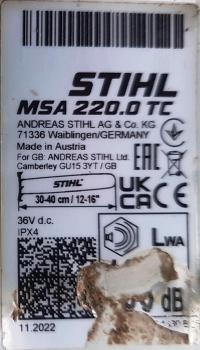 STIHL
MSA 220.0 TC
ANDREAS STIHL AG & Co. KG
71336 Waiblingen/GERMANY
Made in Austria
For GB: ANDREAS STIHL Ltd.
Camberley GU15 3YT / GB
EAC
STIHL
30-40 cm / 12-16"
UK
CA
CE
36V d.c.
IPX4
LWA
dB
11.2022